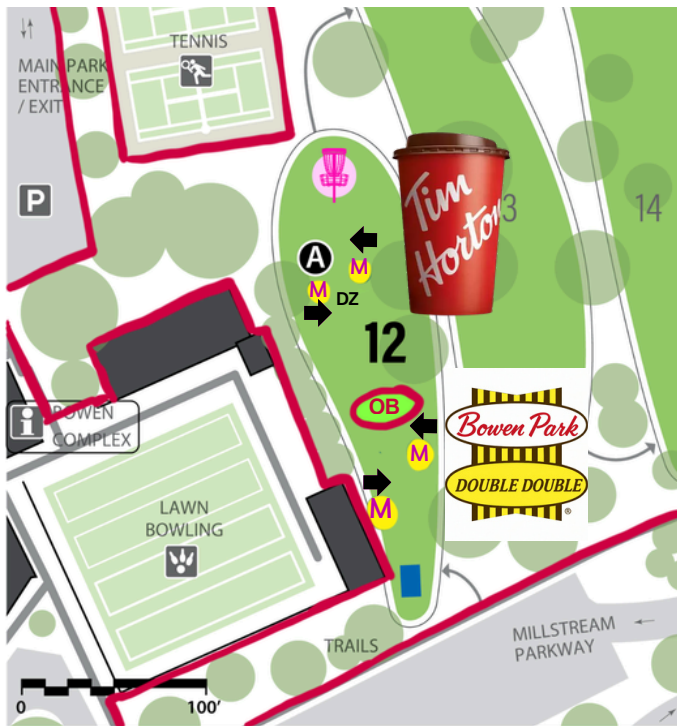 TENNIS
MAIN PARK
ENTRANCE
/ EXIT
P
Tim
Horton
3
14
A
M
M
DZ
12
OB
M
M
BOWEN
COMPLEX
i
Bowen Park
DOUBLE DOUBLE
®
LAWN
BOWLING
TRAILS
MILLSTREAM
PARKWAY
0
100'